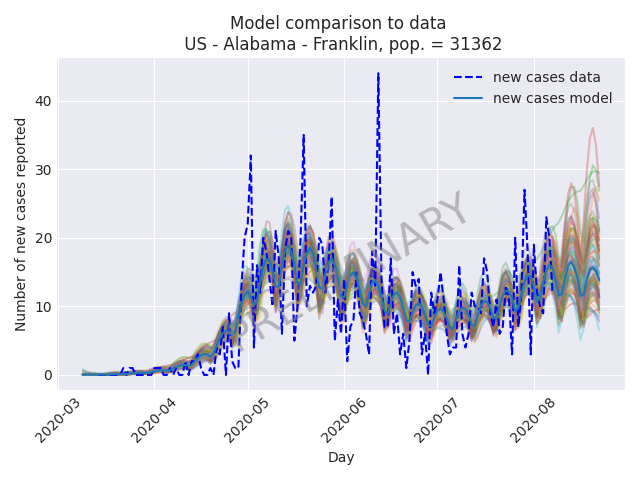 Model comparison to data
US - Alabama - Franklin, pop. = 31362
new cases data
new cases model
Number of new cases reported
40
30
20
10
0
PRELIMINARY
2020-03
2020-04
2020-05
2020-06
2020-07
2020-08
Day